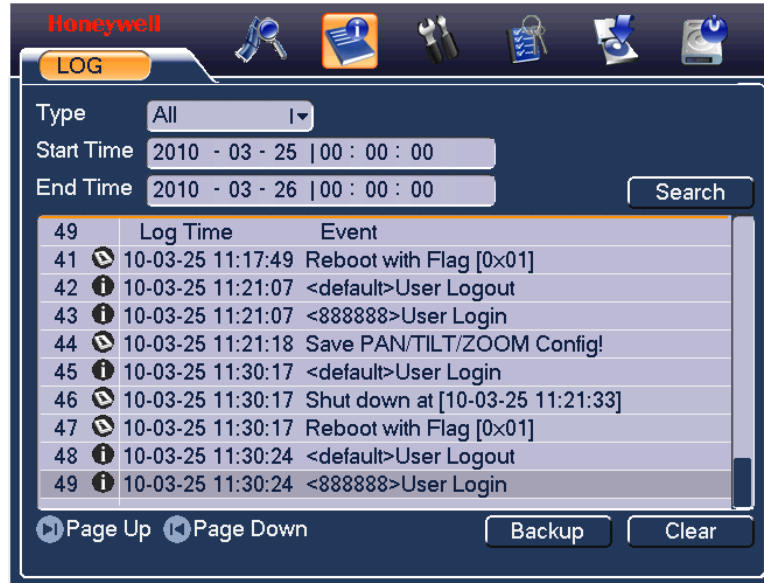 Honeywell
LOG
Type All
Start Time 2010 - 03 - 25 | 00 : 00 : 00
End Time 2010 - 03 - 26 | 00 : 00 : 00
Search
49 Log Time Event
41 10-03-25 11:17:49 Reboot with Flag [0x01]
42 10-03-25 11:21:07 <default>User Logout
43 10-03-25 11:21:07 <888888>User Login
44 10-03-25 11:21:18 Save PAN/TILT/ZOOM Config!
45 10-03-25 11:30:17 <default>User Login
46 10-03-25 11:30:17 Shut down at [10-03-25 11:21:33]
47 10-03-25 11:30:17 Reboot with Flag [0x01]
48 10-03-25 11:30:24 <default>User Logout
49 10-03-25 11:30:24 <888888>User Login
Page Up Page Down Backup Clear